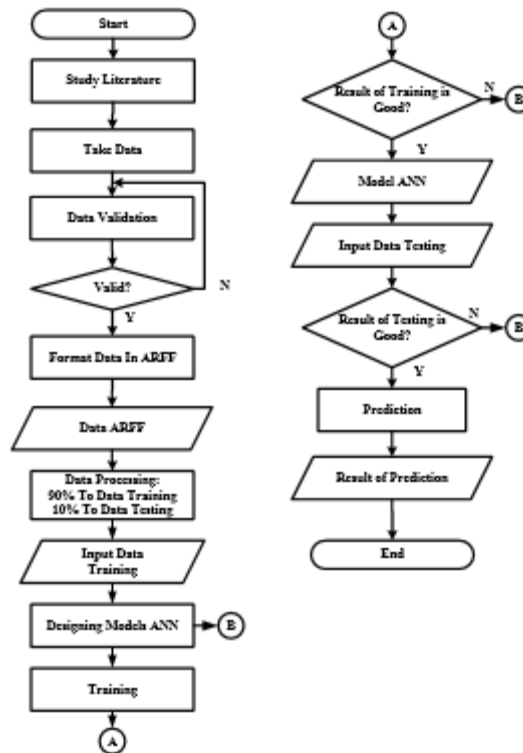 Start
Study Literature
Take Data
Data Validation
Valid?
N
Y
Format Data In ARFF
Data ARFF
Data Processing:
90% To Data Training
10% To Data Testing
Input Data
Training
Designing Models ANN
B
Training
A
A
Result of Training is
Good?
N
B
Y
Model ANN
Input Data Testing
Result of Testing is
Good?
N
B
Y
Prediction
Result of Prediction
End